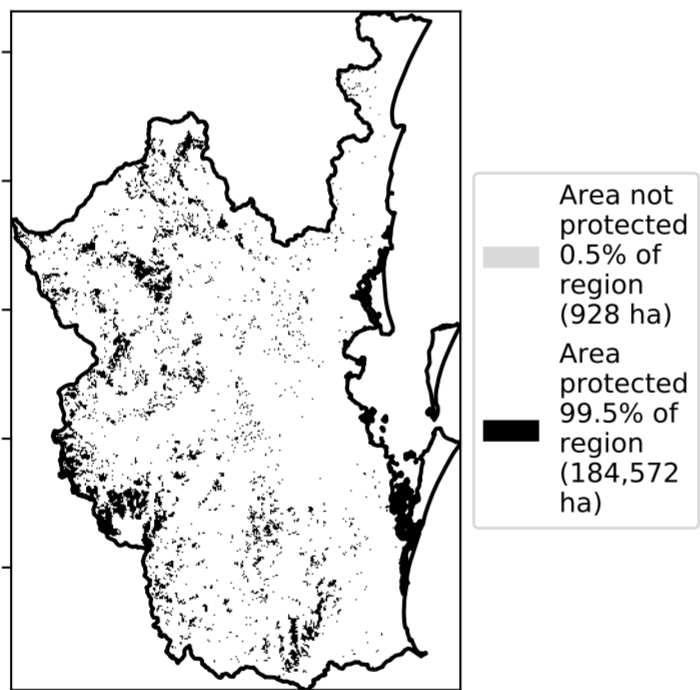 Area not
protected
0.5% of
region
(928 ha)
Area
protected
99.5% of
region
(184,572
ha)